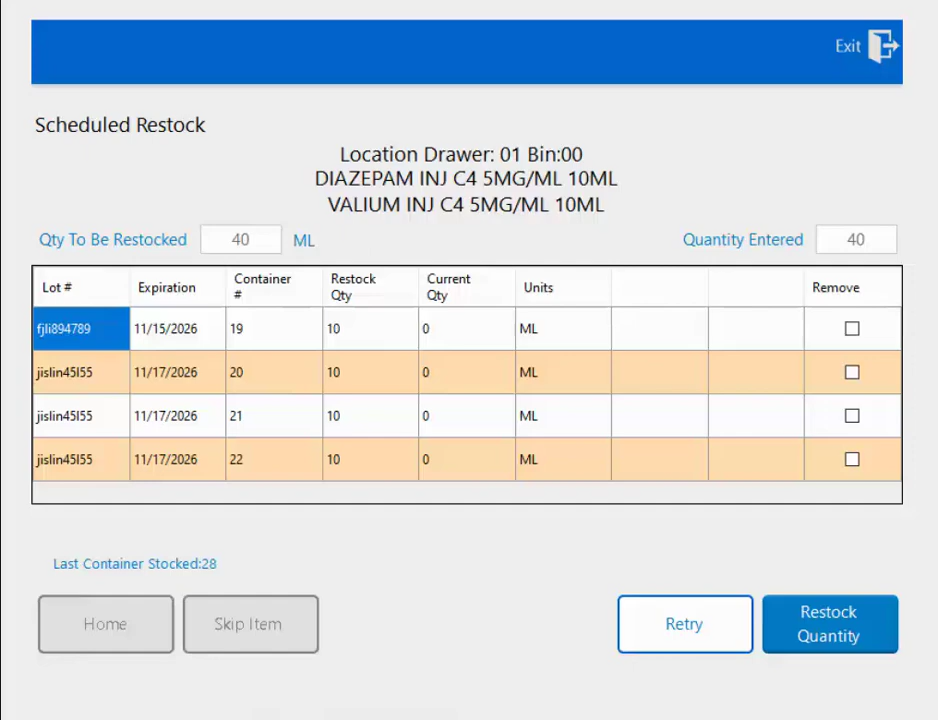 Exit
Scheduled Restock
Location Drawer: 01 Bin:00
DIAZEPAM INJ C4 5MG/ML 10ML
VALIUM INJ C4 5MG/ML 10ML
Qty To Be Restocked 40 ML Quantity Entered 40
Lot # Expiration Container # Restock Qty Current Qty Units Remove
fjli894789 11/15/2026 19 10 0 ML
jislin45l55 11/17/2026 20 10 0 ML
jislin45l55 11/17/2026 21 10 0 ML
jislin45l55 11/17/2026 22 10 0 ML
Last Container Stocked:28
Home Skip Item Retry Restock Quantity